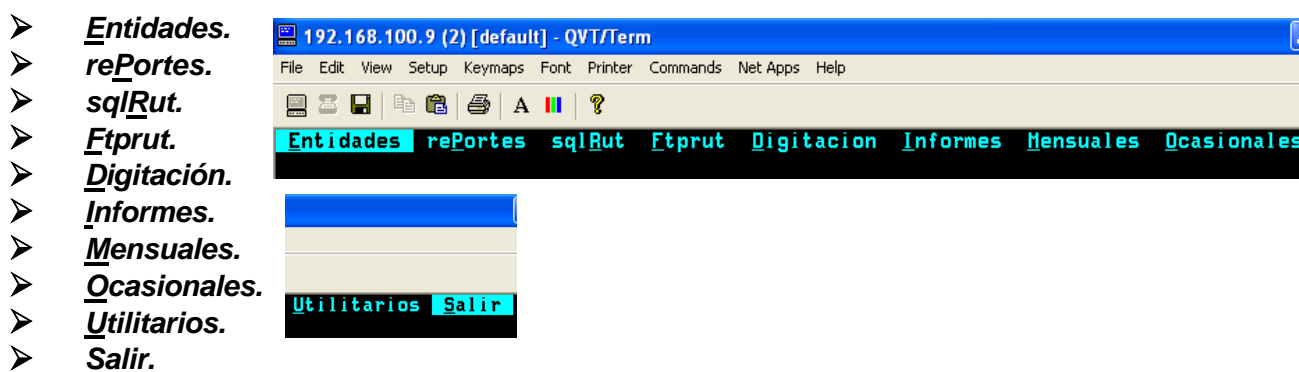 ➢ Entidades.
➢ rePortes.
➢ sqlRut.
➢ Ftprut.
➢ Digitación.
➢ Informes.
➢ Mensuales.
➢ Ocasionales.
➢ Utilitarios.
➢ Salir.
192.168.100.9 (2) [default] - QVT/Term
File Edit View Setup Keymaps Font Printer Commands Net Apps Help
A
Entidades rePortes sqlRut Ftprut Digitacion Informes Mensuales Ocasionales
Utilitarios Salir